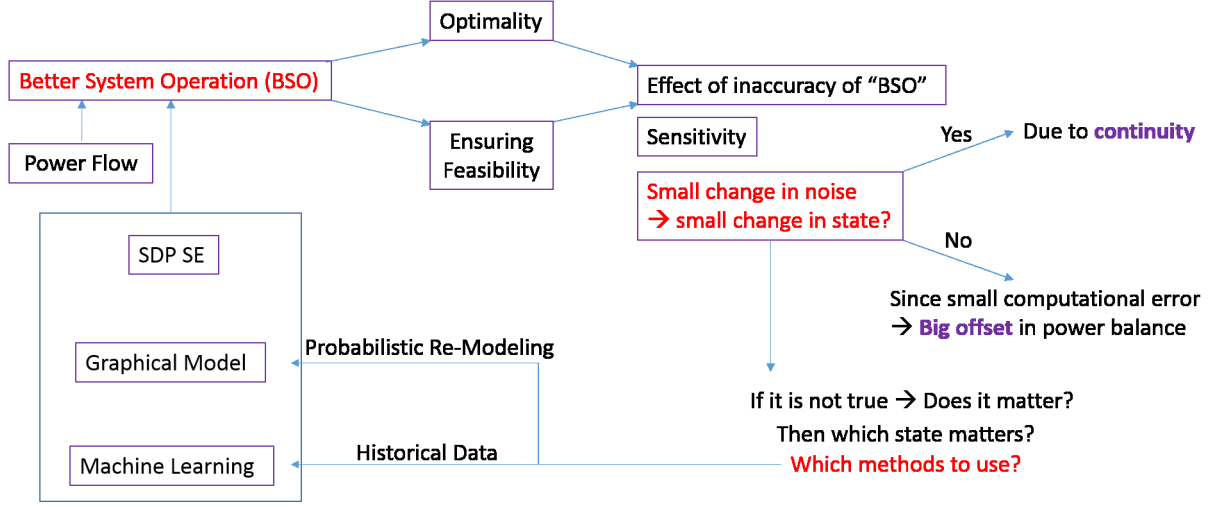 Optimality
Better System Operation (BSO)
Effect of inaccuracy of “BSO”
Power Flow
Ensuring
Feasibility
Sensitivity
Yes
Due to continuity
Small change in noise
→ small change in state?
No
Since small computational error
→ Big offset in power balance
SDP SE
Graphical Model
Probabilistic Re-Modeling
If it is not true → Does it matter?
Then which state matters?
Which methods to use?
Historical Data
Machine Learning